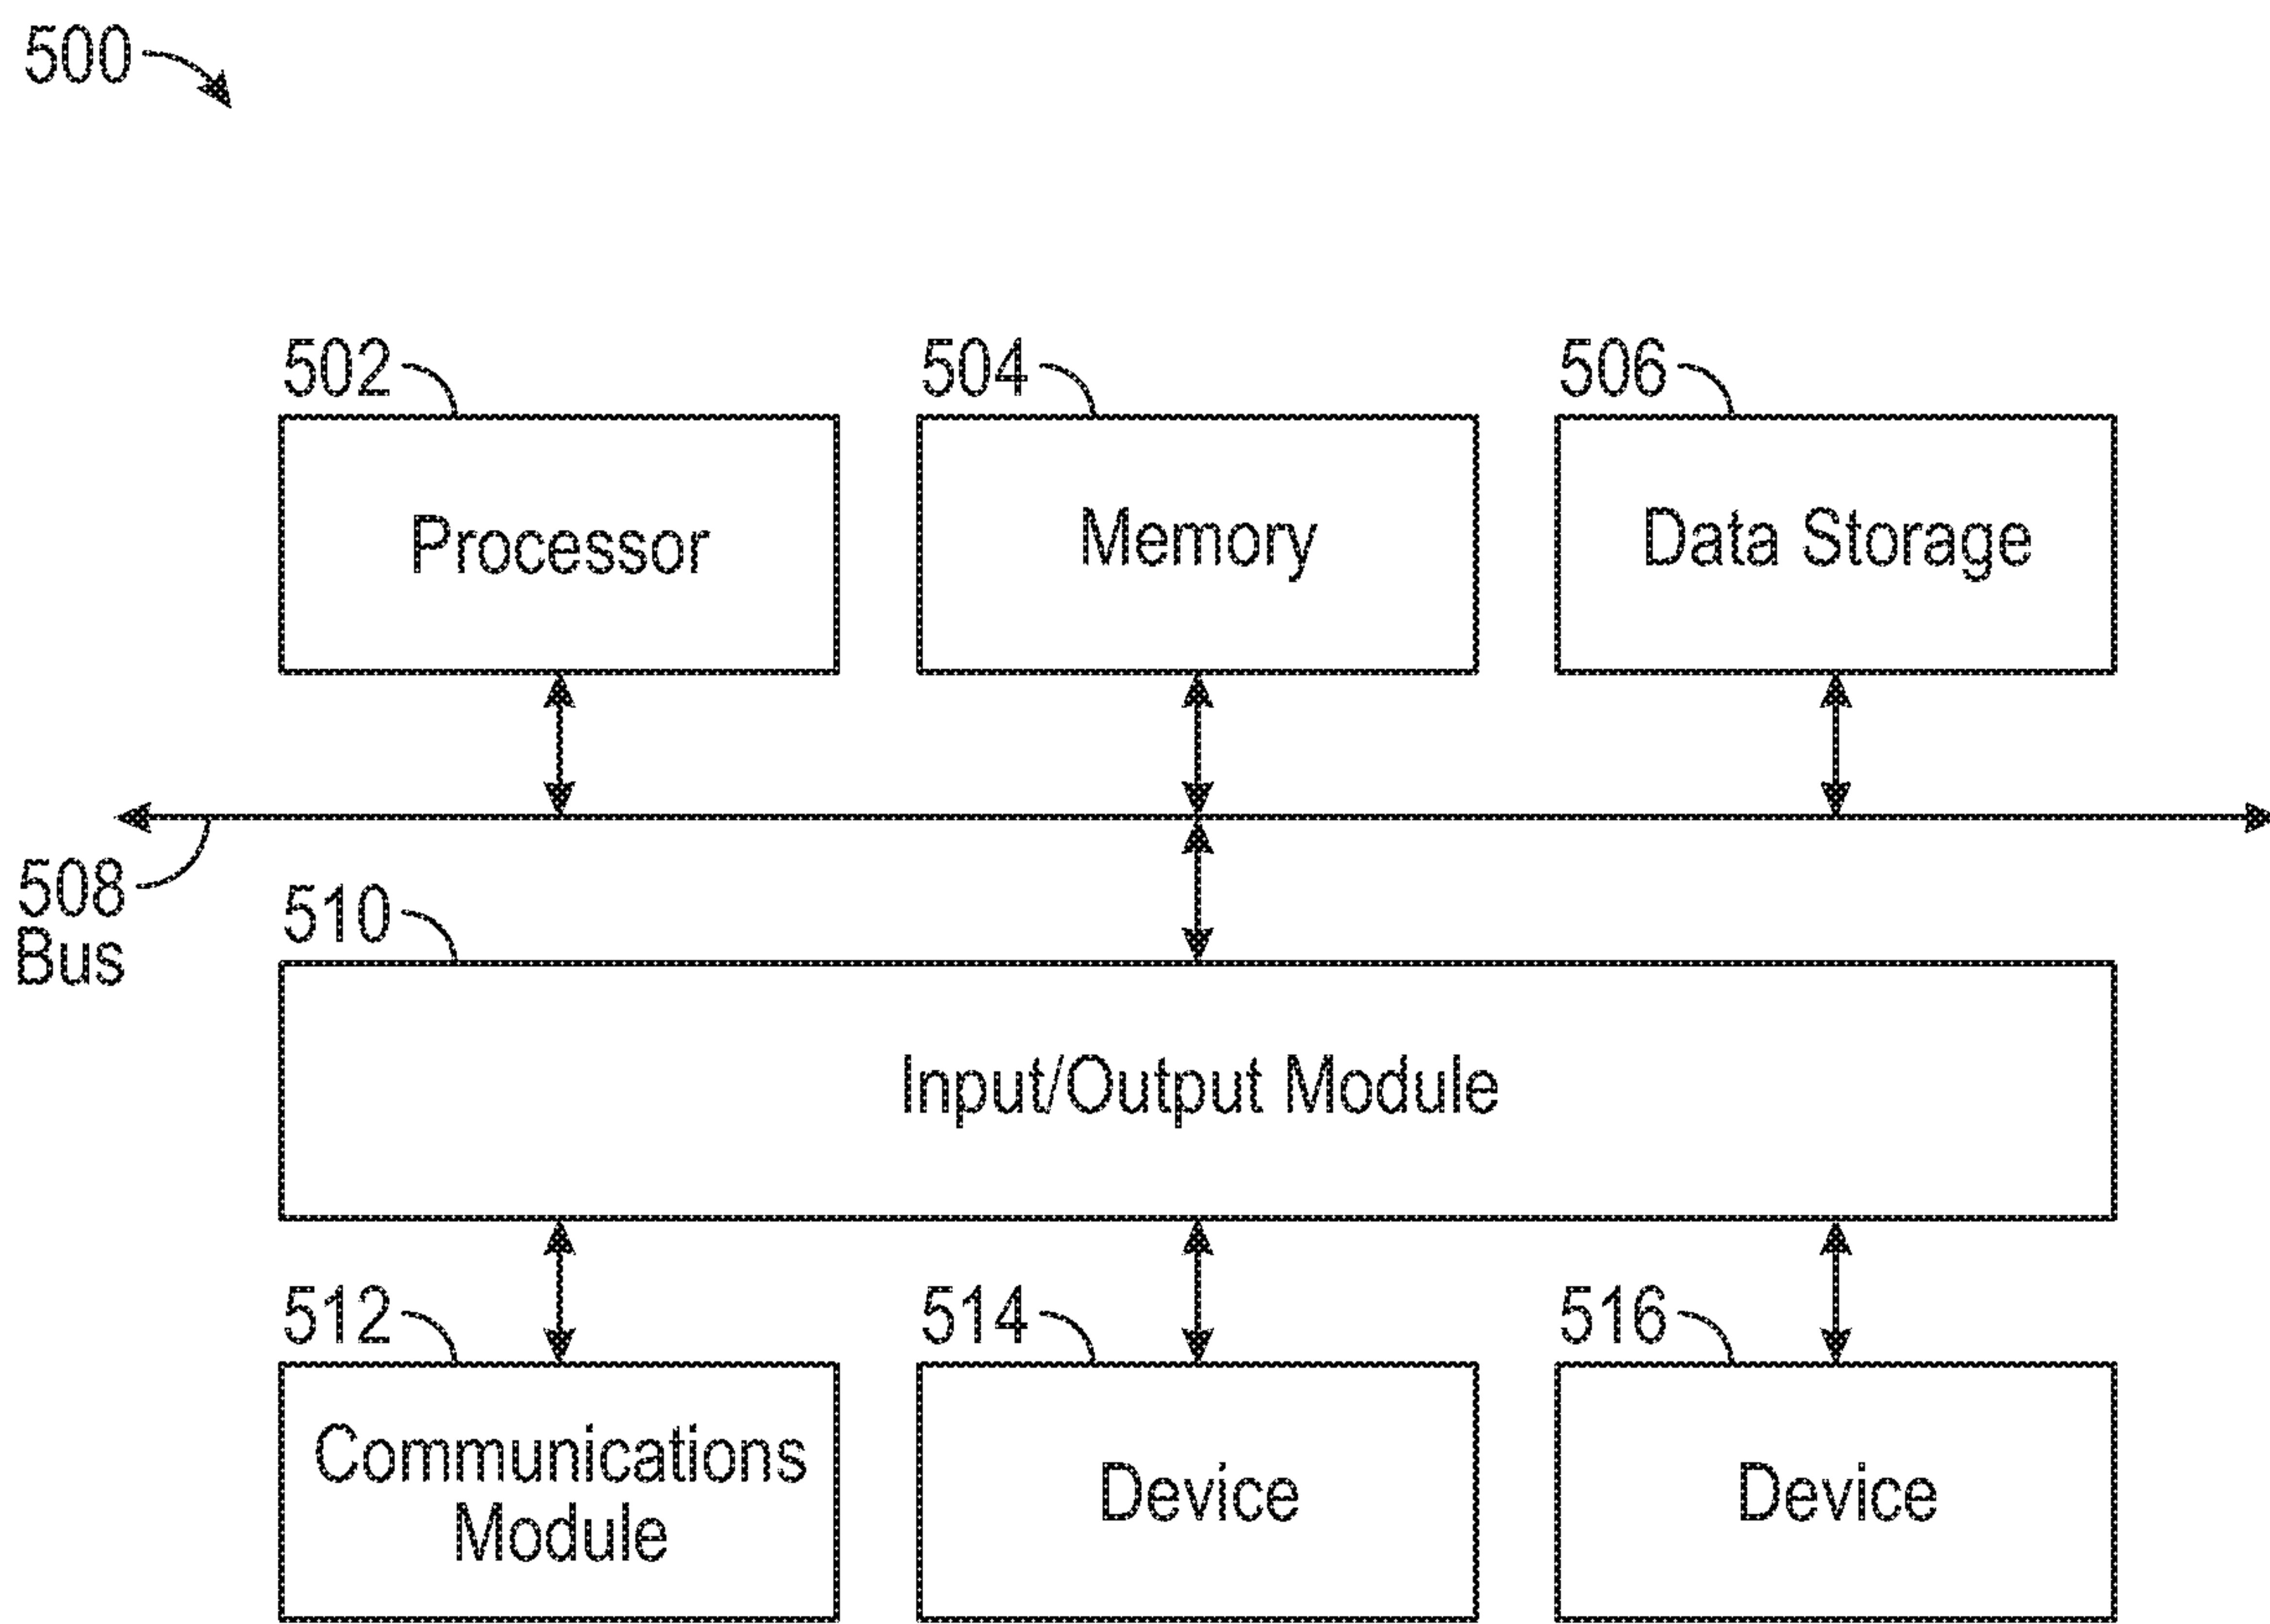 500
502
504
506
Processor
Memory
Data Storage
508
Bus
510
Input/Output Module
512
514
516
Communications
Module
Device
Device